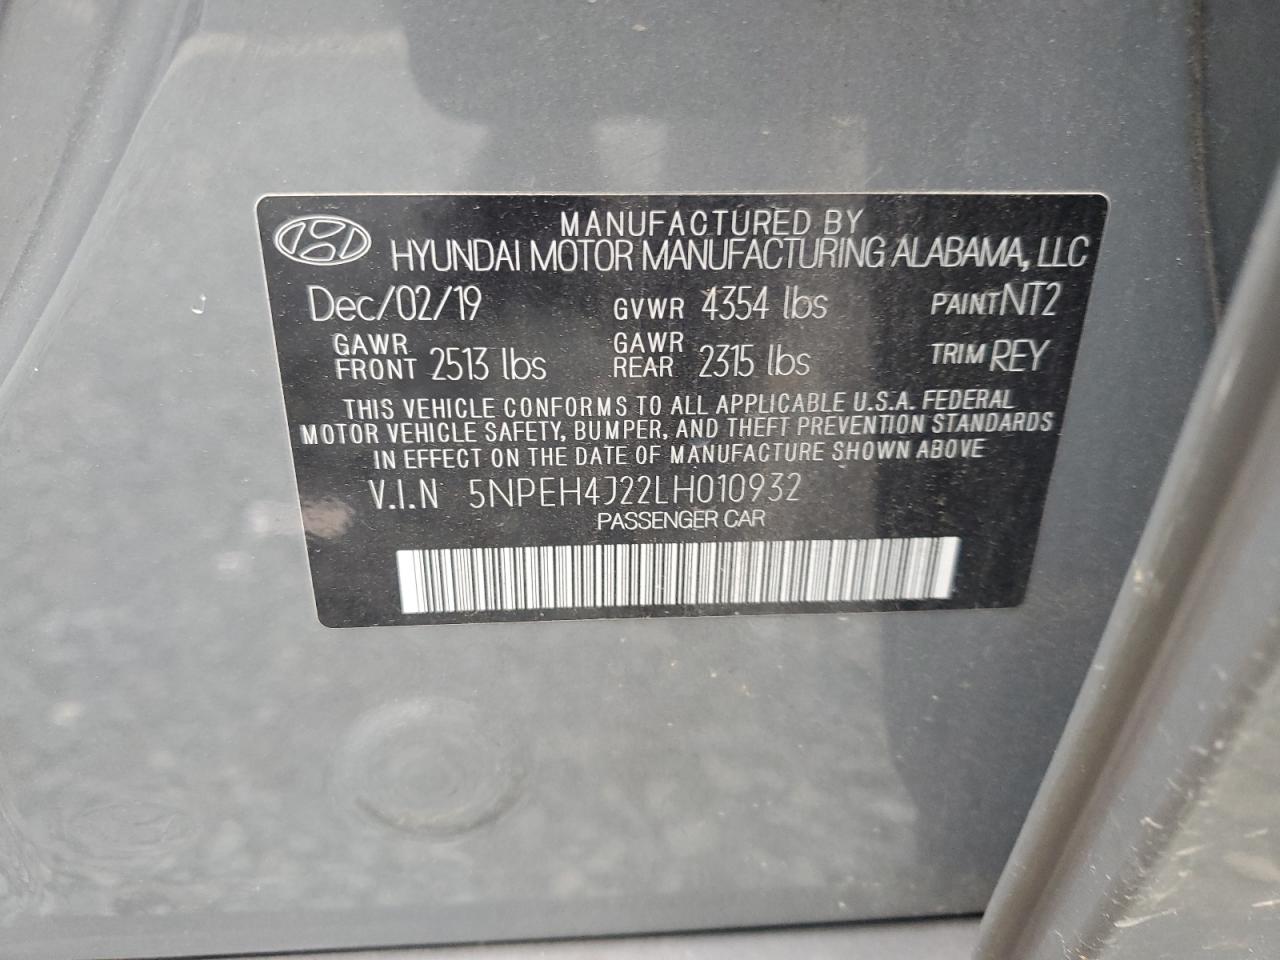 MANUFACTURED BY
HYUNDAI MOTOR MANUFACTURING ALABAMA, LLC
Dec/02/19 GVWR 4354 lbs PAINT NT2
GAWR FRONT 2513 lbs GAWR REAR 2315 lbs TRIM REY
THIS VEHICLE CONFORMS TO ALL APPLICABLE U.S.A. FEDERAL
MOTOR VEHICLE SAFETY, BUMPER, AND THEFT PREVENTION STANDARDS
IN EFFECT ON THE DATE OF MANUFACTURE SHOWN ABOVE
V.I.N 5NPEH4J22LH010932
PASSENGER CAR